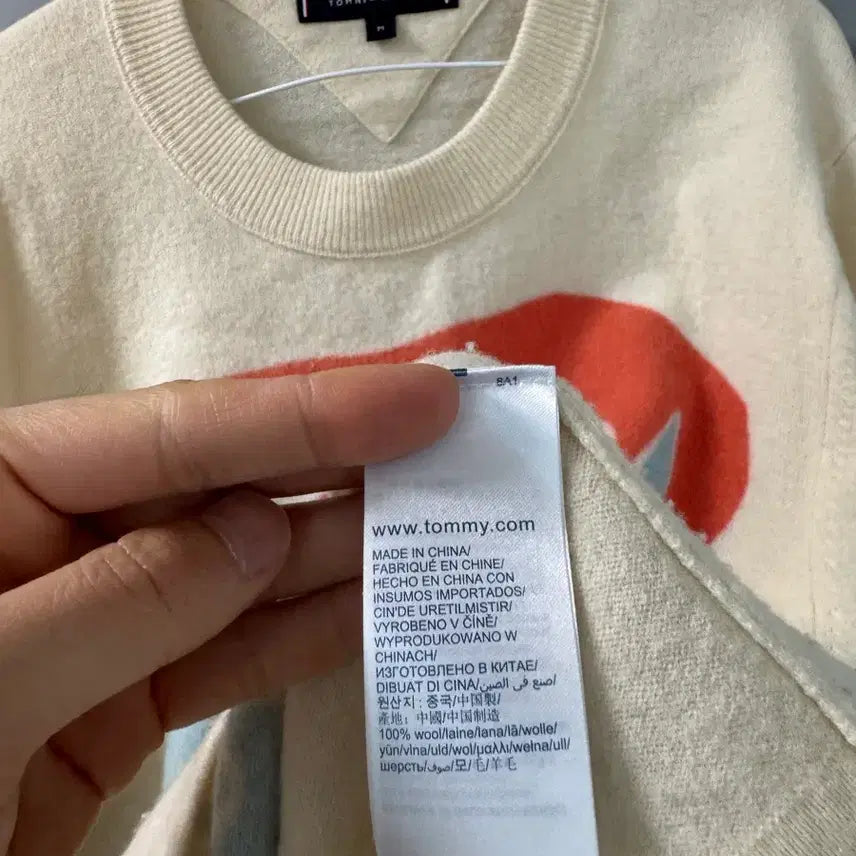 M
8A1
www.tommy.com
MADE IN CHINA/
FABRIQUÉ EN CHINE/
HECHO EN CHINA CON
INSUMOS IMPORTADOS/
CIN'DE URETILMISTIR/
VYROBENO V ČÍNĚ/
WYPRODUKOWANO W
CHINACH/
ИЗГОТОВЛЕНО В КИТАЕ/
DIBUAT DI CINA/صنع في الصين/
원산지 : 중국/中国製/
產地: 中國/中国制造
100% wool/laine/lana/lã/wolle/
yün/vlna/uld/wol/μαλλι/wełna/ull/
шерсть/صوف/모/毛/羊毛